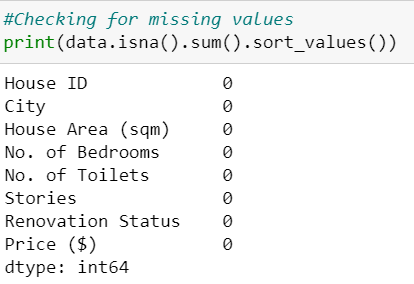 #Checking for missing values
print(data.isna().sum().sort_values())
House ID 0
City 0
House Area (sqm) 0
No. of Bedrooms 0
No. of Toilets 0
Stories 0
Renovation Status 0
Price ($) 0
dtype: int64